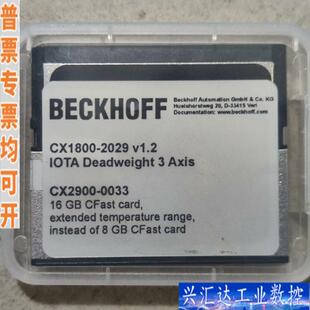 普票专票均可开
BECKHOFF
Beckhoff Automation GmbH & Co. KG
Huelshorstweg 20, D-33415 Verl
Web: www.beckhoff.com
CX1800-2029 v1.2
IOTA Deadweight 3 Axis
CX2900-0033
16 GB CFast card,
extended temperature range,
instead of 8 GB CFast card
兴汇达工业数控